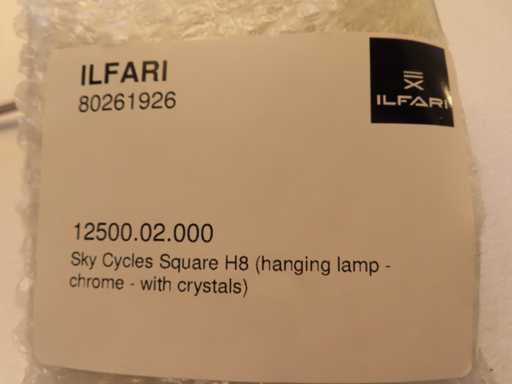 ILFARI
80261926
ILFARI
12500.02.000
Sky Cycles Square H8 (hanging lamp -
chrome - with crystals)